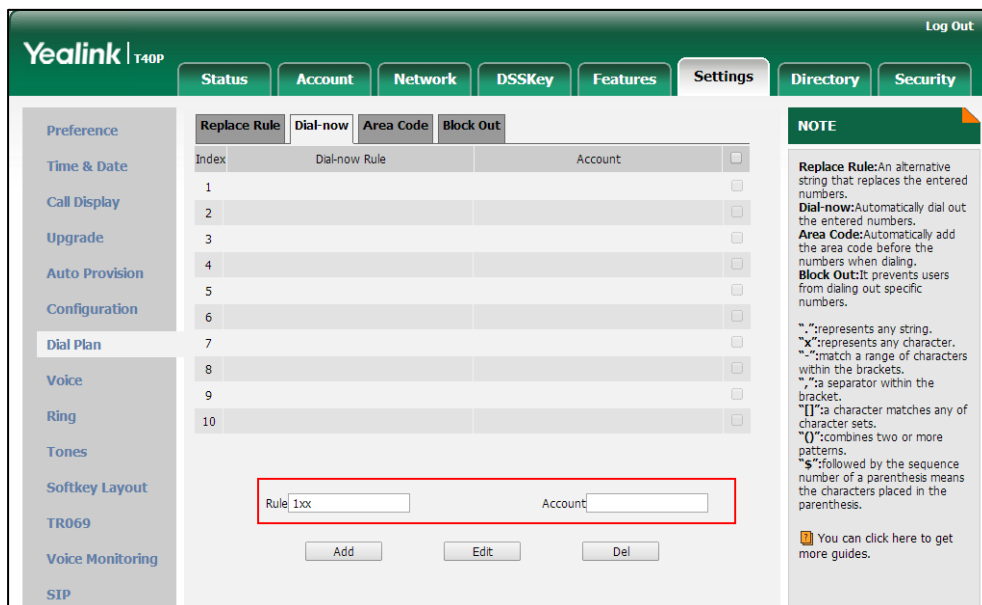 Log Out
Yealink | T40P
Status Account Network DSSKey Features Settings Directory Security
Preference
Time & Date
Call Display
Upgrade
Auto Provision
Configuration
Dial Plan
Voice
Ring
Tones
Softkey Layout
TR069
Voice Monitoring
SIP
Replace Rule Dial-now Area Code Block Out
Index Dial-now Rule Account
1
2
3
4
5
6
7
8
9
10
Rule 1xx Account
Add Edit Del
NOTE
Replace Rule:An alternative
string that replaces the entered
numbers.
Dial-now:Automatically dial out
the entered numbers.
Area Code:Automatically add
the area code before the
numbers when dialing.
Block Out:It prevents users
from dialing out specific
numbers.
".":represents any string.
"x":represents any character.
"-":match a range of characters
within the brackets.
",":a separator within the
bracket.
"[]":a character matches any of
character sets.
"()":combines two or more
patterns.
"$":followed by the sequence
number of a parenthesis means
the characters placed in the
parenthesis.
You can click here to get
more guides.